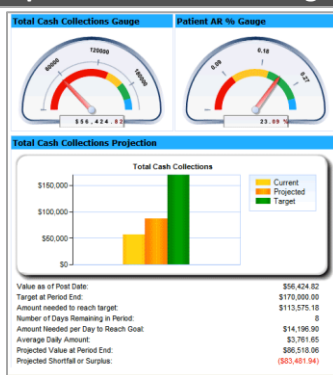 Total Cash Collections Gauge
Patient AR % Gauge
60000
120000
180000
$56,424.82
0.09
0.18
0.27
23.89 %
Total Cash Collections Projection
Total Cash Collections
$150,000
$100,000
$50,000
$0
Current
Projected
Target
Value as of Post Date: $56,424.82
Target at Period End: $170,000.00
Amount needed to reach target: $113,575.18
Number of Days Remaining in Period: 8
Amount Needed per Day to Reach Goal: $14,196.90
Average Daily Amount: $3,761.65
Projected Value at Period End: $86,518.06
Projected Shortfall or Surplus: ($83,481.94)